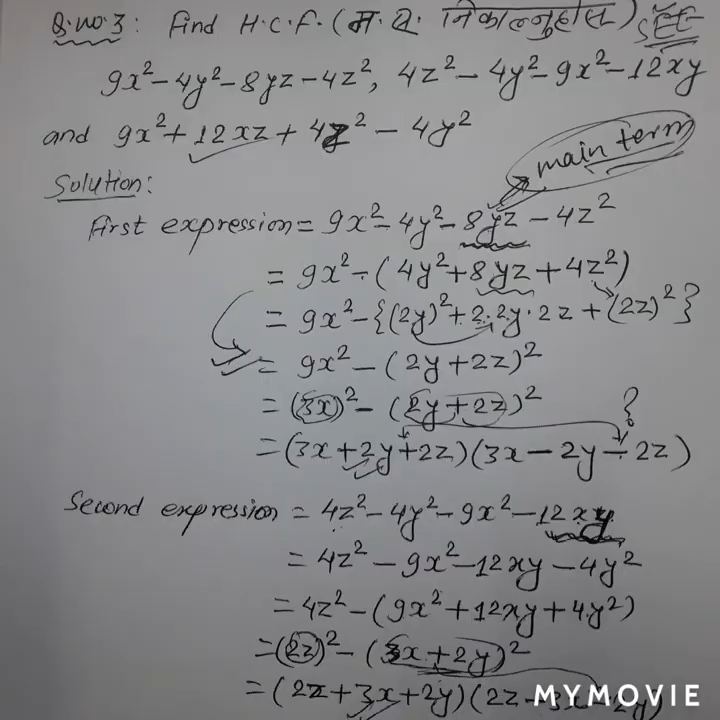 Q.no.3: Find H.C.F. (म.स. निकाल्नुहोस) SEE
9x²-4y²-8yz-4z², 4z²-4y²-9x²-12xy
and 9x²+12xz+4z²-4y²
main term
Solution:
First expression = 9x²-4y²-8yz-4z²
= 9x²-(4y²+8yz+4z²)
= 9x²-{(2y)²+2.2y.2z+(2z)²}
= 9x²-(2y+2z)²
= (3x)²-(2y+2z)² }
= (3x+2y+2z)(3x-2y-2z)
Second expression = 4z²-4y²-9x²-12xy
= 4z²-9x²-12xy-4y²
= 4z²-(9x²+12xy+4y²)
= (2z)²-(3x+2y)²
= (2z+3x+2y)(2z-3x-2y)
MYMOVIE